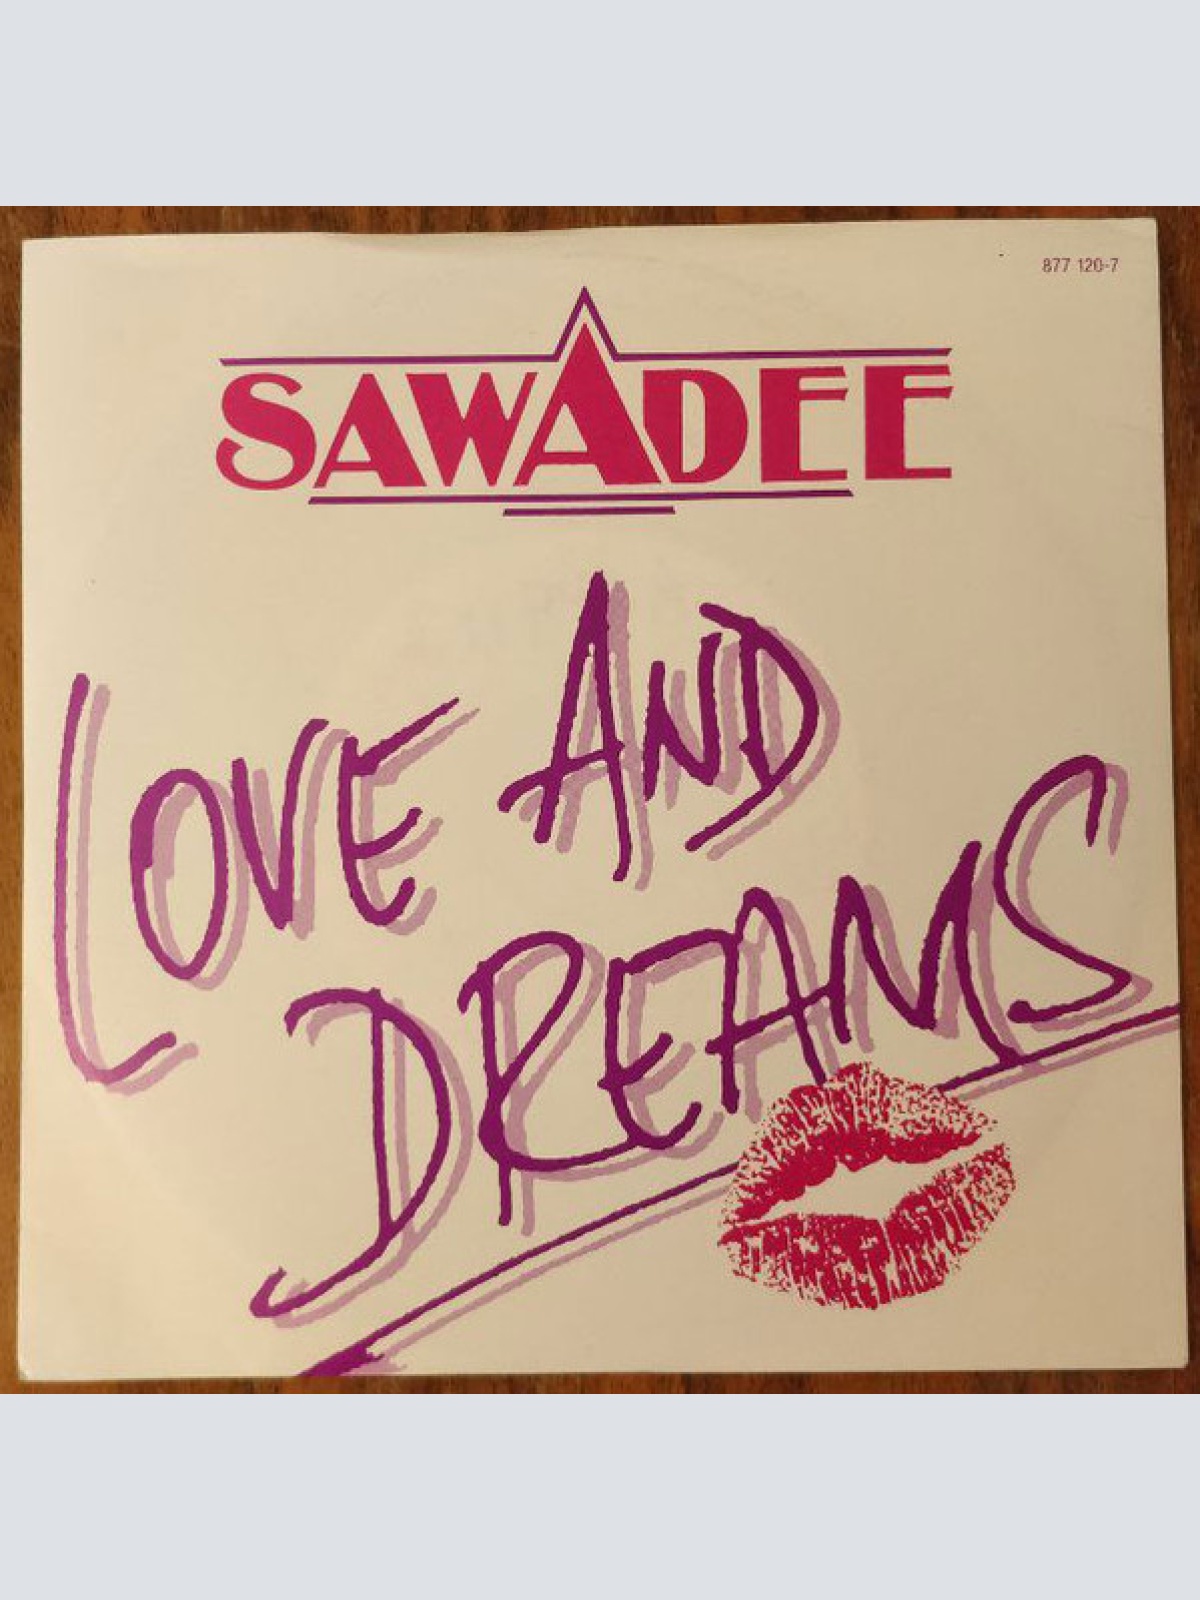 877 120-7
SAWADEE
LOVE AND
DREAMS